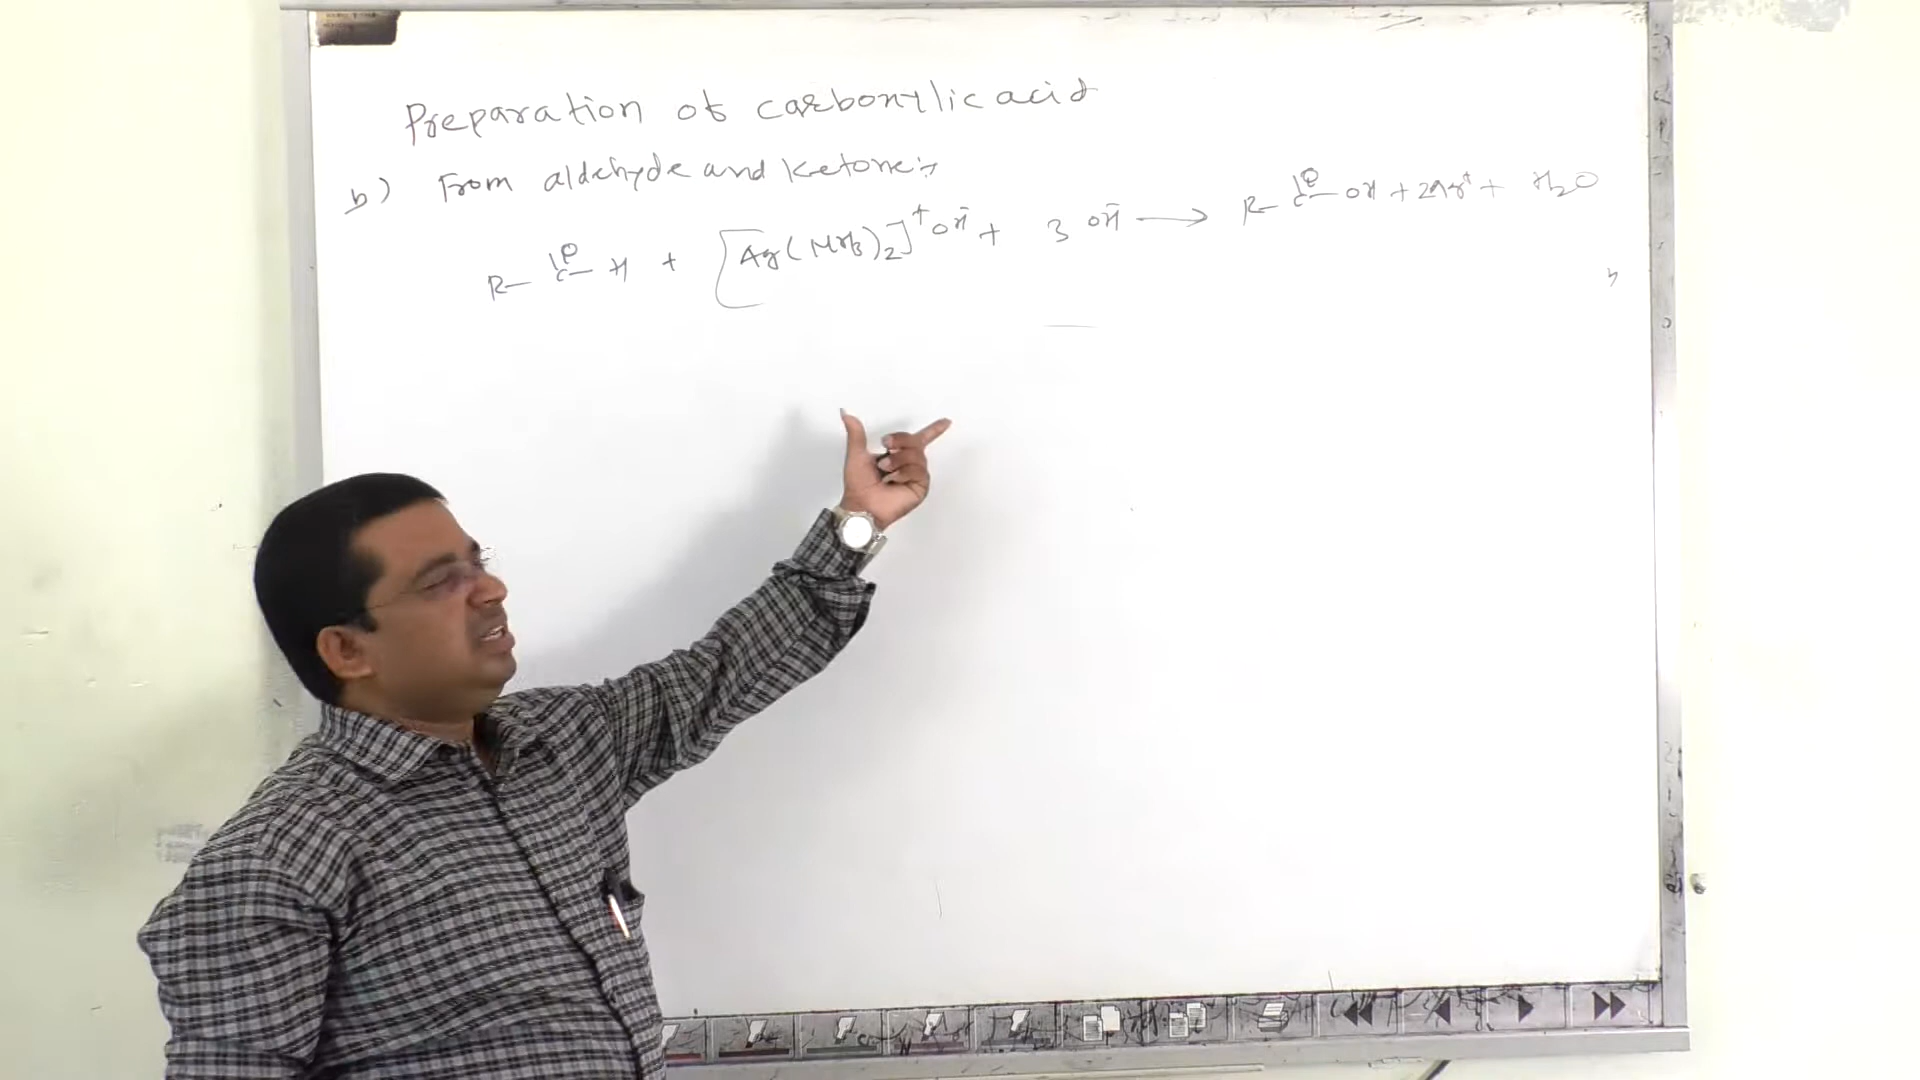 Preparation of carboxylic acid
b) From aldehyde and Ketone:-
R-C(=O)-H + [Ag(NH3)2]+OH- + 3 OH- → R-C(=O)-OH + 2Ag+ + H2O